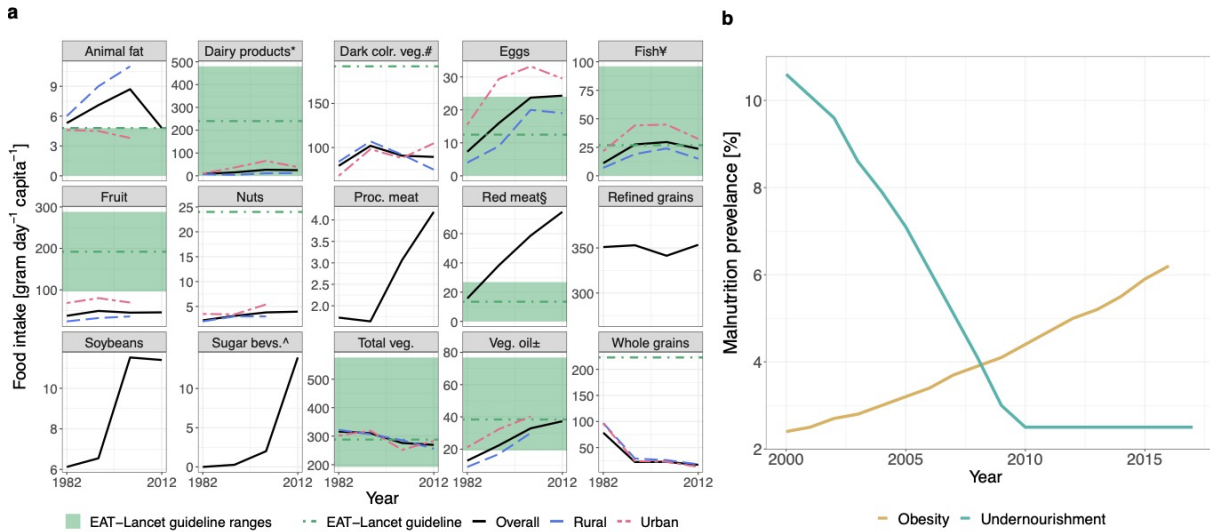 a
b
Animal fat
Dairy products*
Dark colr. veg.#
Eggs
Fish¥
9
6
3
0
500
400
300
200
100
0
150
100
30
20
10
0
100
75
50
25
0
Fruit
Nuts
Proc. meat
Red meat§
Refined grains
300
200
100
25
20
15
10
5
4.0
3.5
3.0
2.5
2.0
60
40
20
0
350
300
Soybeans
Sugar bevs.^
Total veg.
Veg. oil±
Whole grains
10
8
6
10
5
0
500
400
300
200
80
60
40
20
200
150
100
50
1982 2012
1982 2012
1982 2012
1982 2012
1982 2012
Food intake [gram day⁻¹ capita⁻¹]
Year
EAT−Lancet guideline ranges
EAT−Lancet guideline
Overall
Rural
Urban
Malnutrition prevelance [%]
10
8
6
4
2
2000 2005 2010 2015
Year
Obesity
Undernourishment